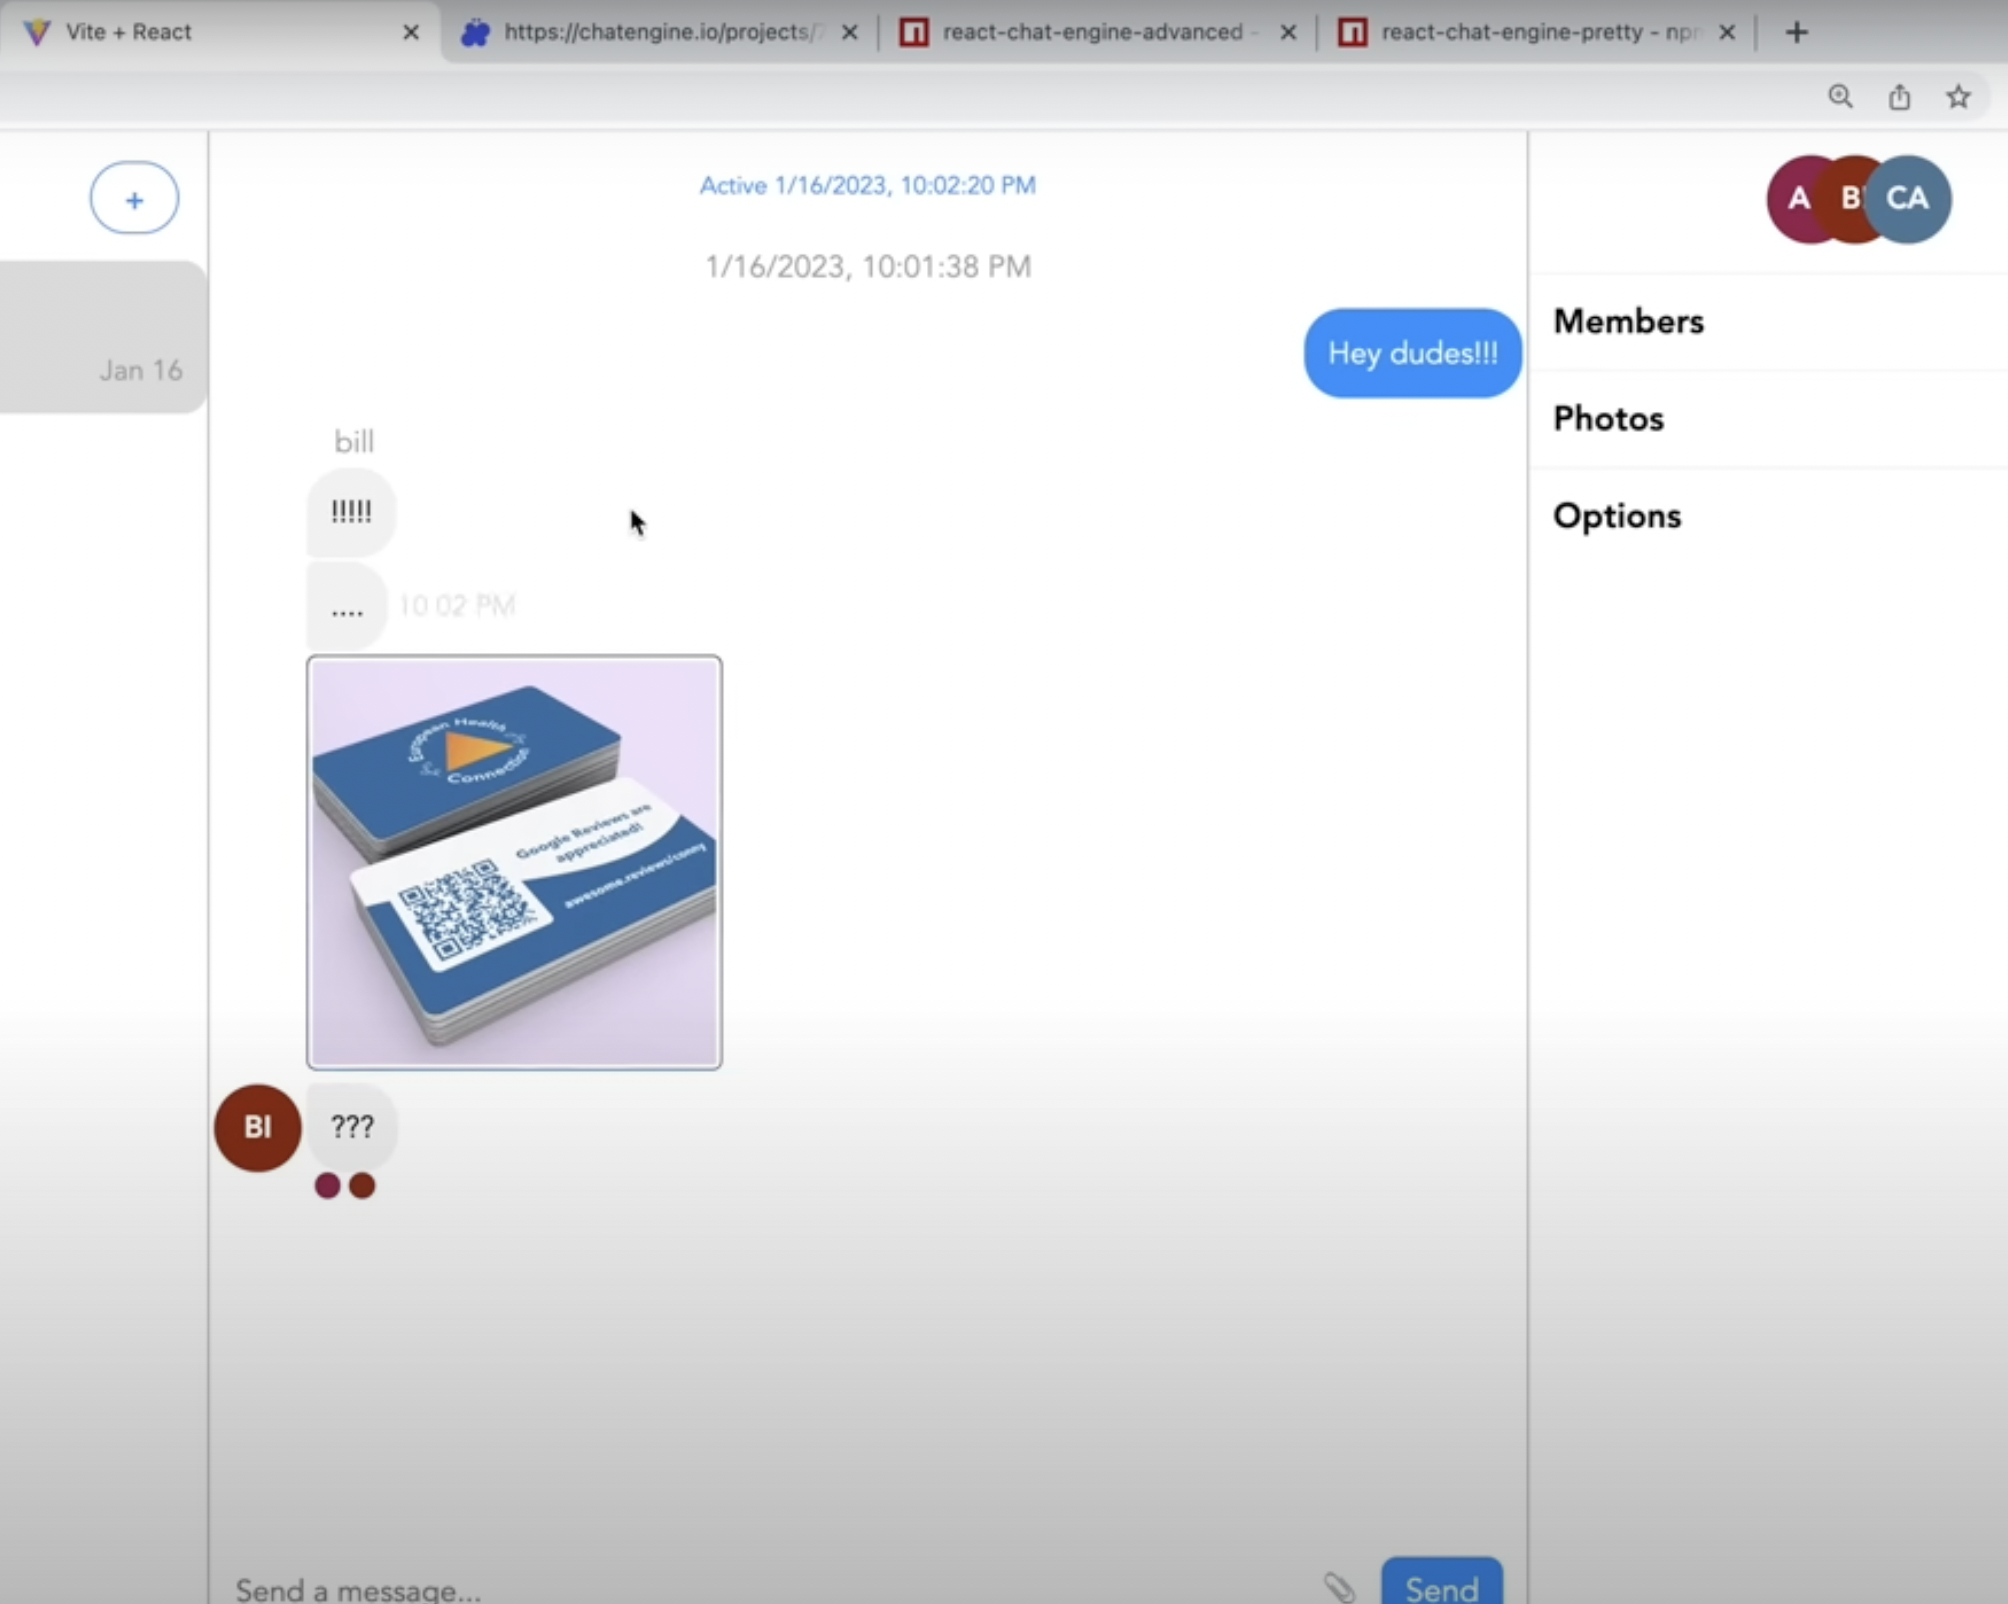 Vite + React
https://chatengine.io/projects/
react-chat-engine-advanced -
react-chat-engine-pretty - npm
+
Active 1/16/2023, 10:02:20 PM
1/16/2023, 10:01:38 PM
Hey dudes!!!
Jan 16
bill
!!!!!
....
10 02 PM
European Health
Connection
Google Reviews are
appreciated!
awesome.reviews/conny
BI
???
Send a message...
Send
A
B
CA
Members
Photos
Options